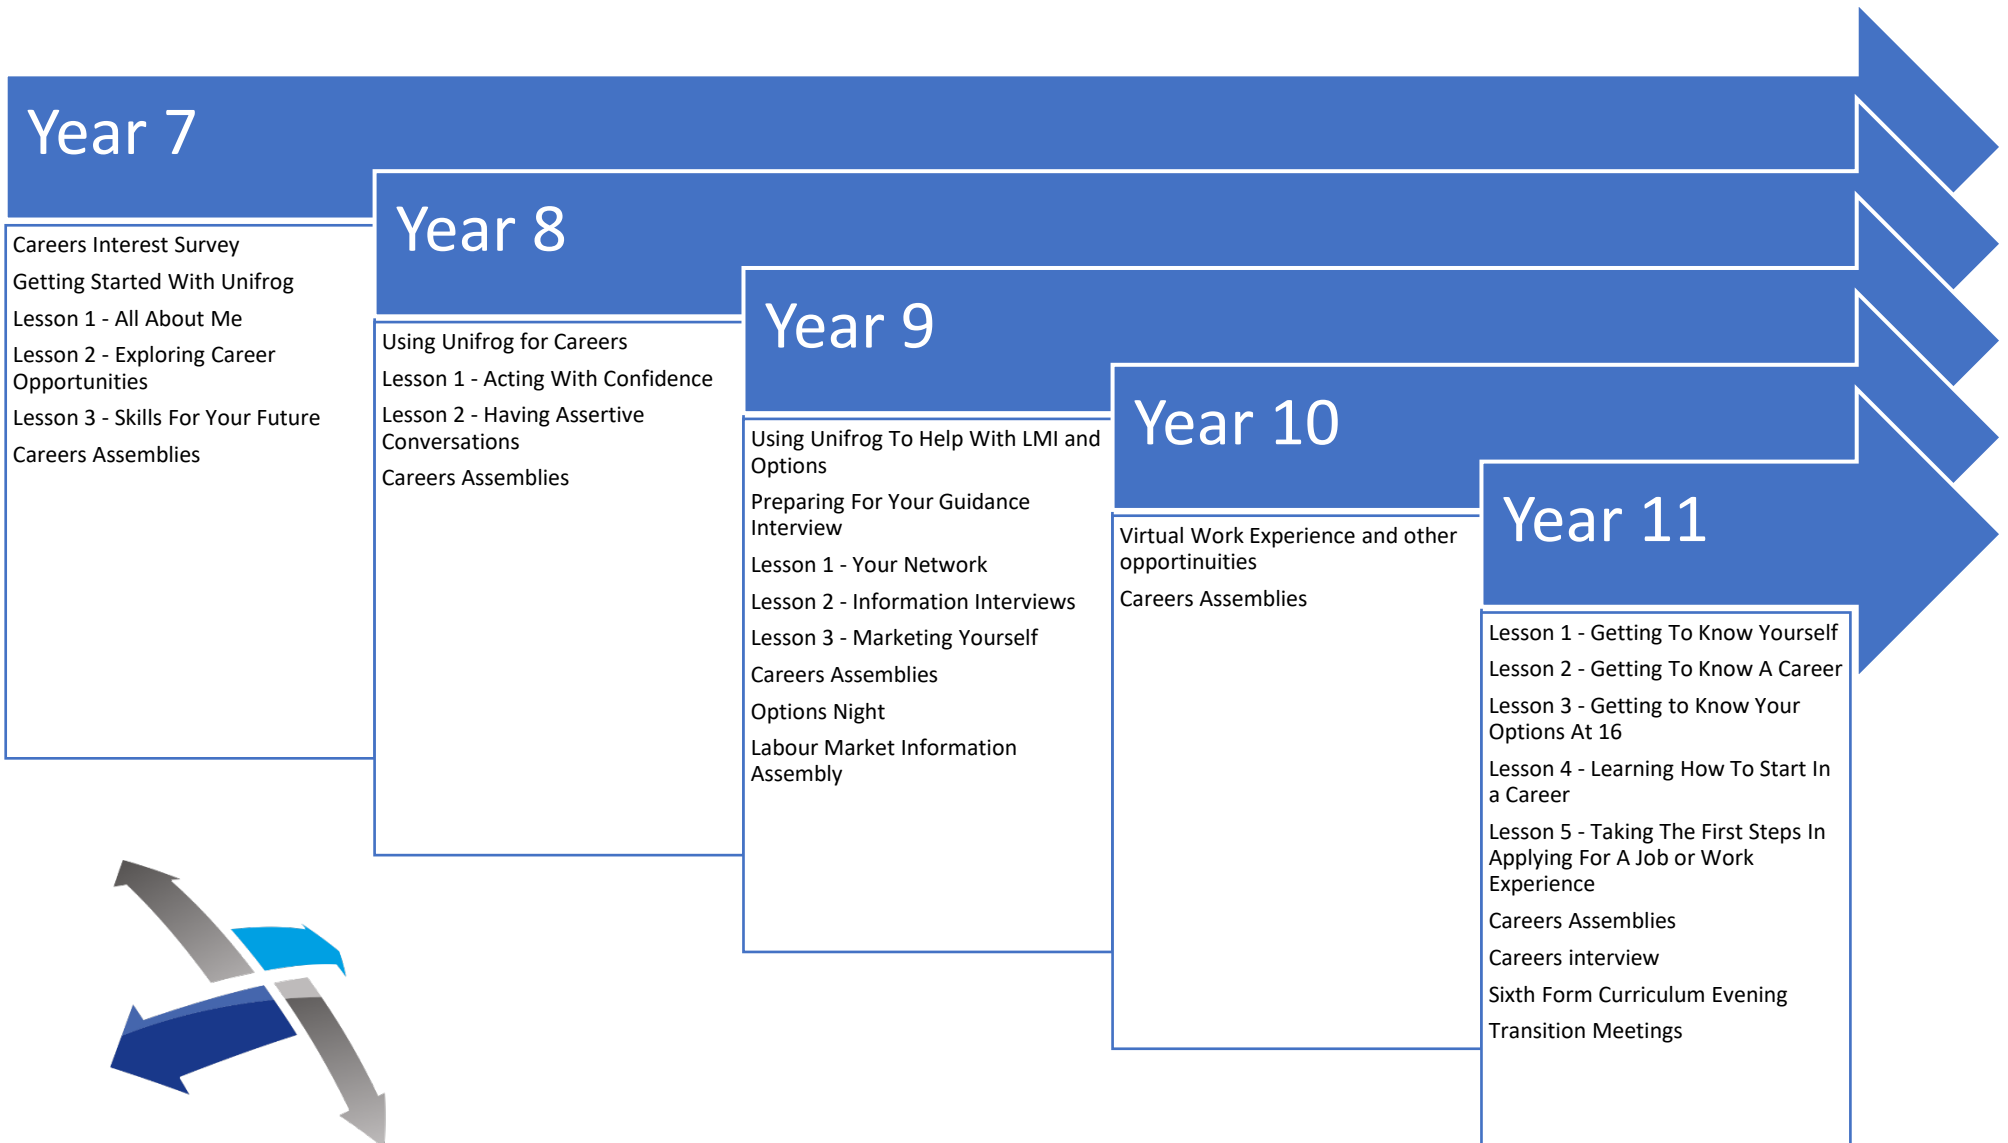 Year 7
Careers Interest Survey
Getting Started With Unifrog
Lesson 1 - All About Me
Lesson 2 - Exploring Career
Opportunities
Lesson 3 - Skills For Your Future
Careers Assemblies
Year 8
Using Unifrog for Careers
Lesson 1 - Acting With Confidence
Lesson 2 - Having Assertive
Conversations
Careers Assemblies
Year 9
Using Unifrog To Help With LMI and
Options
Preparing For Your Guidance
Interview
Lesson 1 - Your Network
Lesson 2 - Information Interviews
Lesson 3 - Marketing Yourself
Careers Assemblies
Options Night
Labour Market Information
Assembly
Year 10
Virtual Work Experience and other
opportinuities
Careers Assemblies
Year 11
Lesson 1 - Getting To Know Yourself
Lesson 2 - Getting To Know A Career
Lesson 3 - Getting to Know Your
Options At 16
Lesson 4 - Learning How To Start In
a Career
Lesson 5 - Taking The First Steps In
Applying For A Job or Work
Experience
Careers Assemblies
Careers interview
Sixth Form Curriculum Evening
Transition Meetings